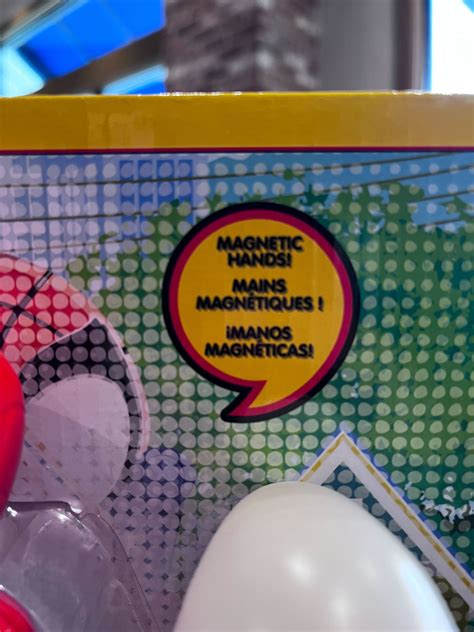 MAGNETIC
HANDS!
MAINS
MAGNÉTIQUES !
¡MANOS
MAGNÉTICAS!